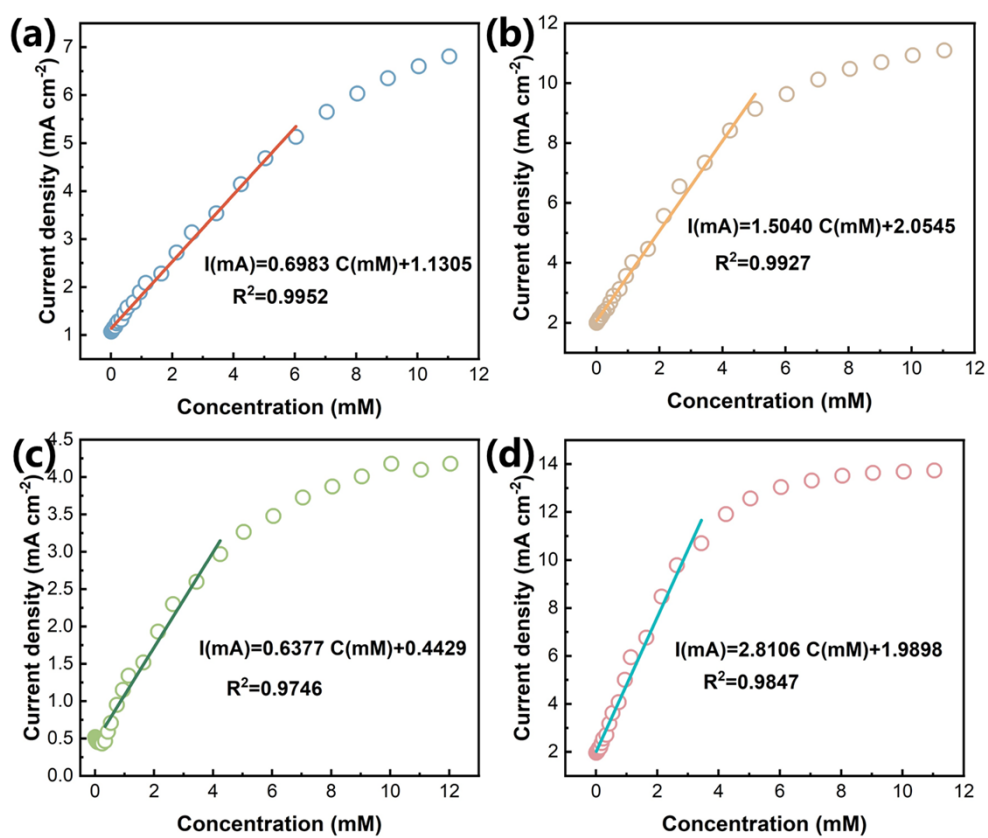 (a)
Current density (mA cm⁻²)
7
6
5
4
3
2
1
I(mA)=0.6983 C(mM)+1.1305
R²=0.9952
0 2 4 6 8 10 12
Concentration (mM)
(b)
Current density (mA cm⁻²)
12
10
8
6
4
2
I(mA)=1.5040 C(mM)+2.0545
R²=0.9927
0 2 4 6 8 10 12
Concentration (mM)
(c)
Current density (mA cm⁻²)
4.5
4.0
3.5
3.0
2.5
2.0
1.5
1.0
0.5
0.0
I(mA)=0.6377 C(mM)+0.4429
R²=0.9746
0 2 4 6 8 10 12
Concentration (mM)
(d)
Current density (mA cm⁻²)
14
12
10
8
6
4
2
I(mA)=2.8106 C(mM)+1.9898
R²=0.9847
0 2 4 6 8 10 12
Concentration (mM)